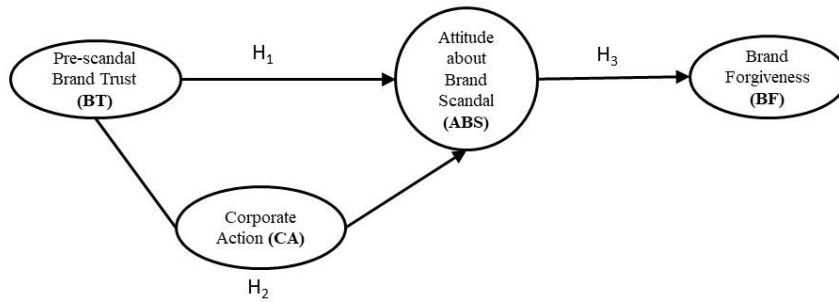 Pre-scandal
Brand Trust
(BT)
H1
Attitude
about
Brand
Scandal
(ABS)
H3
Brand
Forgiveness
(BF)
Corporate
Action (CA)
H2